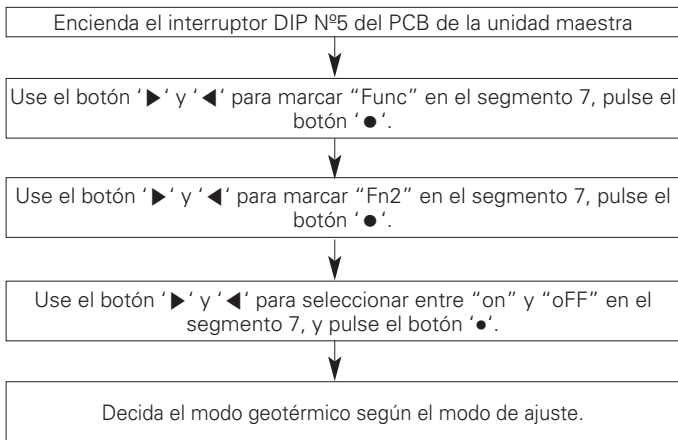 Encienda el interruptor DIP Nº5 del PCB de la unidad maestra
Use el botón ‘▶‘ y ‘◀‘ para marcar “Func” en el segmento 7, pulse el
botón ‘●‘.
Use el botón ‘▶‘ y ‘◀‘ para marcar “Fn2” en el segmento 7, pulse el
botón ‘●‘.
Use el botón ‘▶‘ y ‘◀‘ para seleccionar entre “on” y “oFF” en el
segmento 7, y pulse el botón ‘●‘.
Decida el modo geotérmico según el modo de ajuste.